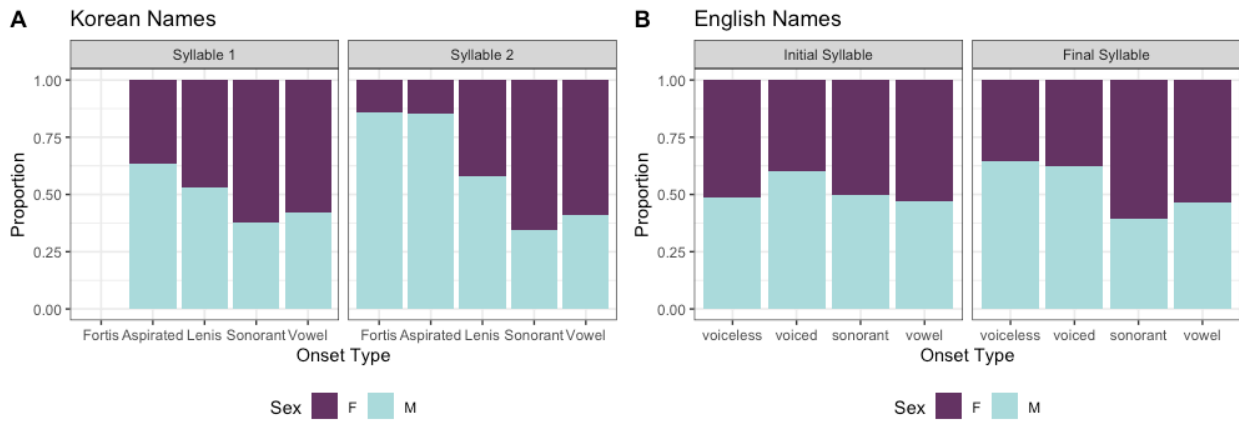 A Korean Names
Syllable 1 Syllable 2
Proportion
1.00
0.75
0.50
0.25
0.00
Fortis Aspirated Lenis Sonorant Vowel Fortis Aspirated Lenis Sonorant Vowel
Onset Type
Sex F M
B English Names
Initial Syllable Final Syllable
Proportion
1.00
0.75
0.50
0.25
0.00
voiceless voiced sonorant vowel voiceless voiced sonorant vowel
Onset Type
Sex F M